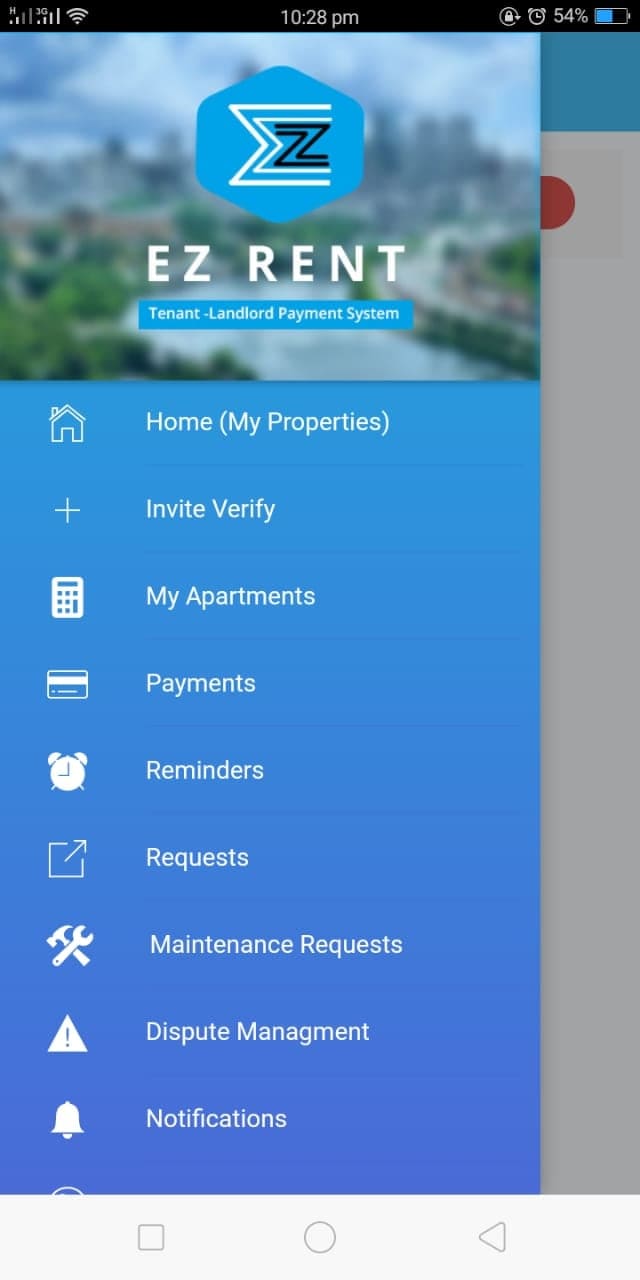 H 3G 10:28 pm 54%
EZ RENT
Tenant -Landlord Payment System
Home (My Properties)
Invite Verify
My Apartments
Payments
Reminders
Requests
Maintenance Requests
Dispute Managment
Notifications